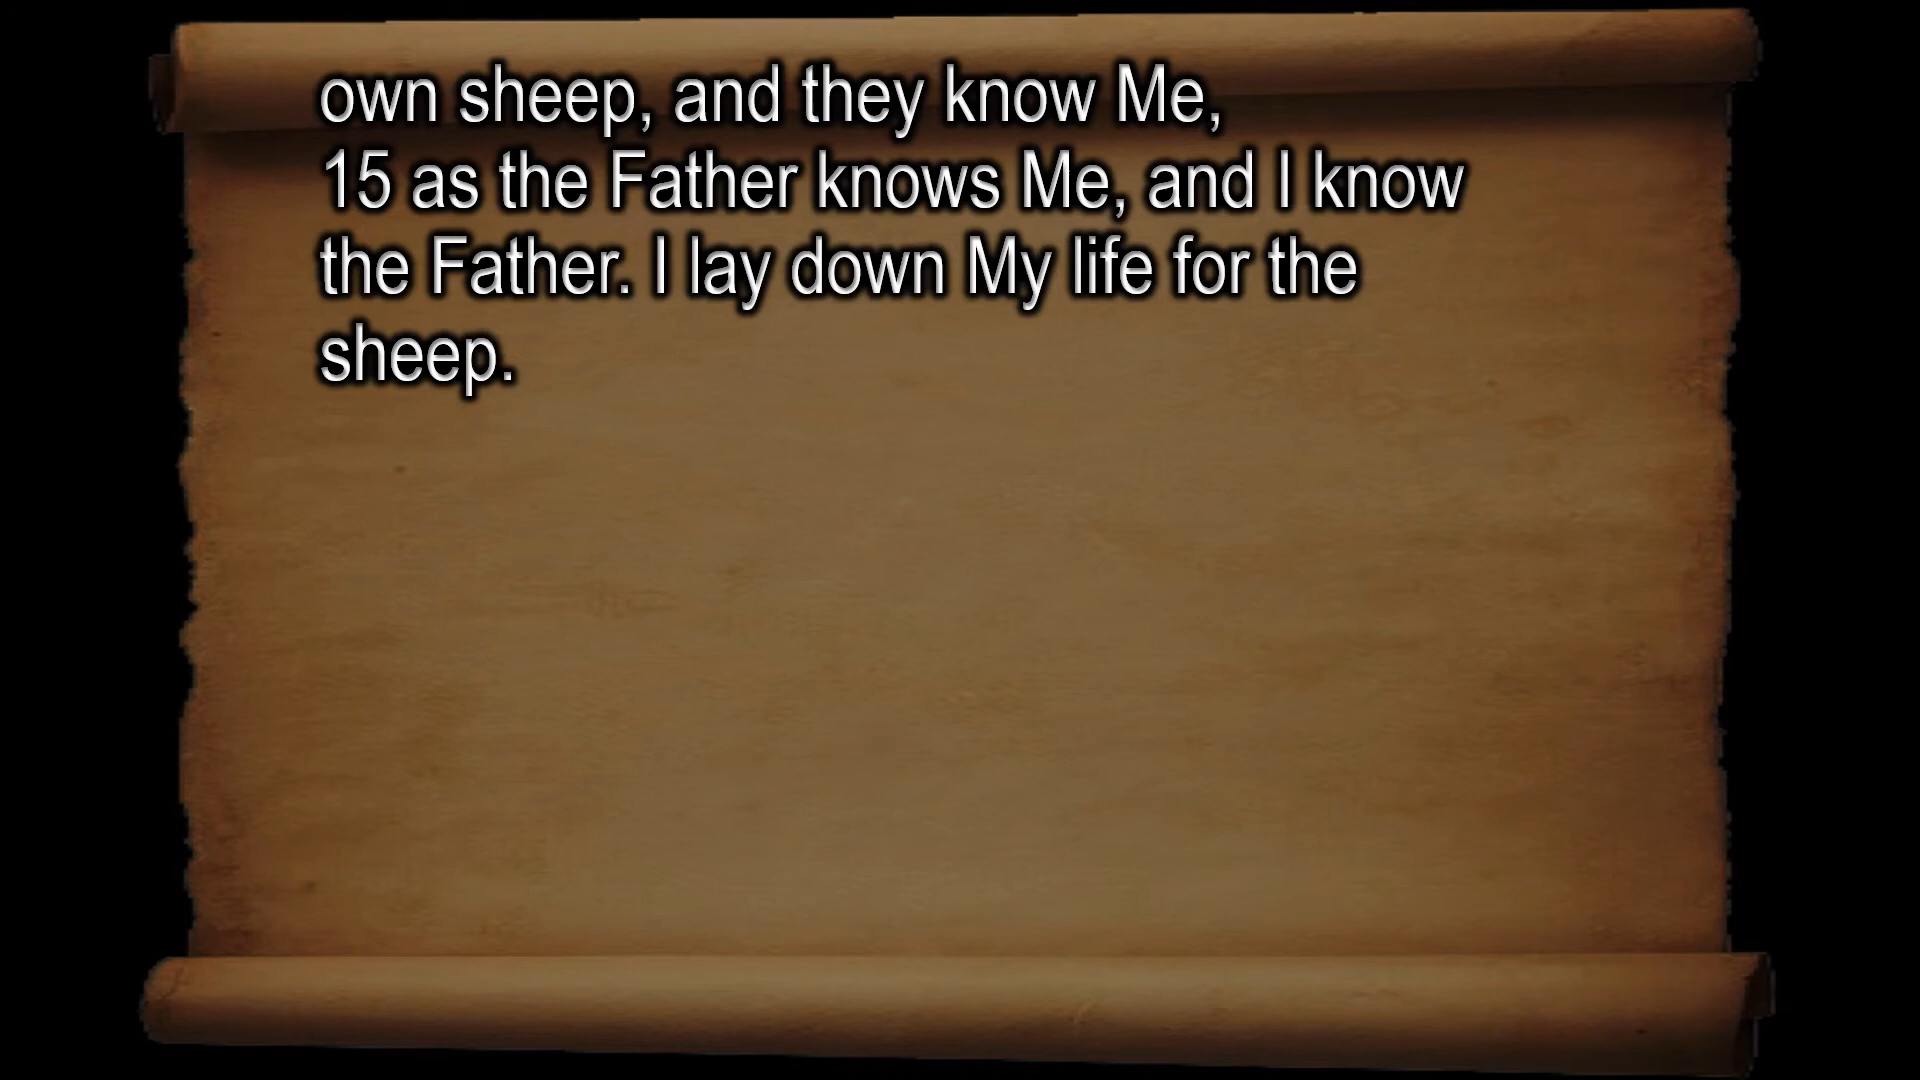 own sheep, and they know Me,
15 as the Father knows Me, and I know
the Father. I lay down My life for the
sheep.